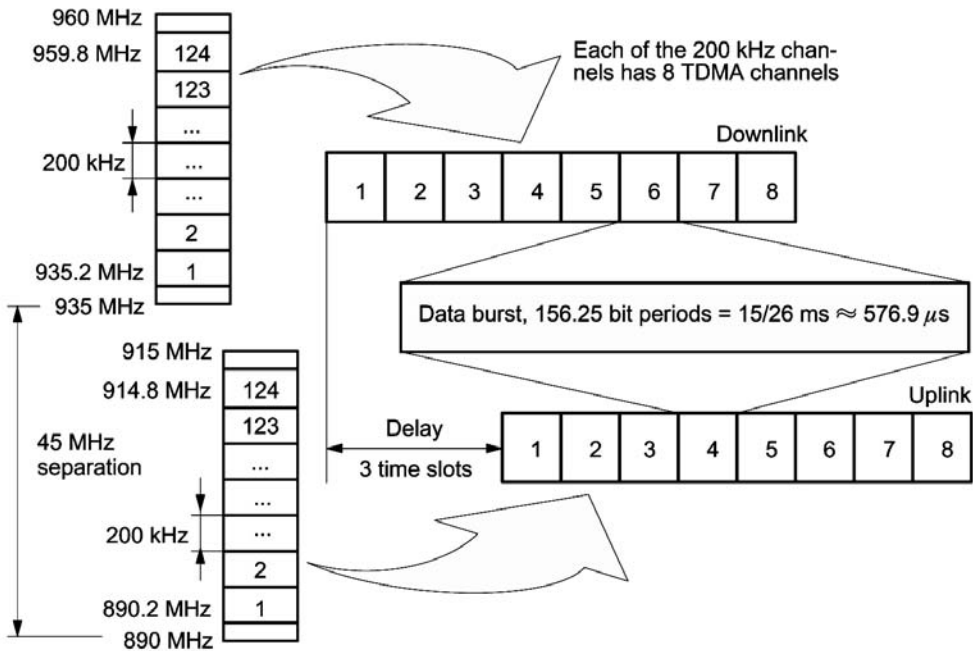 960 MHz
959.8 MHz
124
123
...
200 kHz
...
...
2
935.2 MHz
1
935 MHz
Each of the 200 kHz chan-
nels has 8 TDMA channels
Downlink
1 2 3 4 5 6 7 8
Data burst, 156.25 bit periods = 15/26 ms ≈ 576.9 μs
915 MHz
914.8 MHz
124
123
...
...
200 kHz
...
2
890.2 MHz
1
890 MHz
45 MHz
separation
Uplink
Delay
3 time slots
1 2 3 4 5 6 7 8